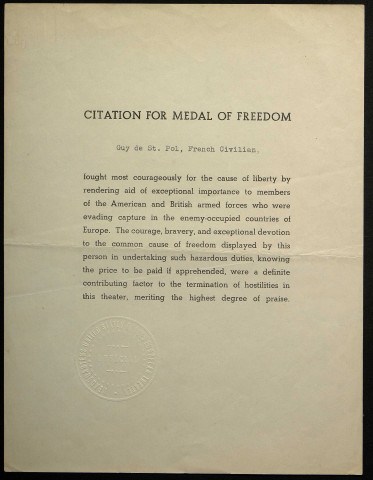 CITATION FOR MEDAL OF FREEDOM
Guy de St. Pol, French Civilian.
fought most courageously for the cause of liberty by
rendering aid of exceptional importance to members
of the American and British armed forces who were
evading capture in the enemy-occupied countries of
Europe. The courage, bravery, and exceptional devotion
to the common cause of freedom displayed by this
person in undertaking such hazardous duties, knowing
the price to be paid if apprehended, were a definite
contributing factor to the termination of hostilities in
this theater, meriting the highest degree of praise.